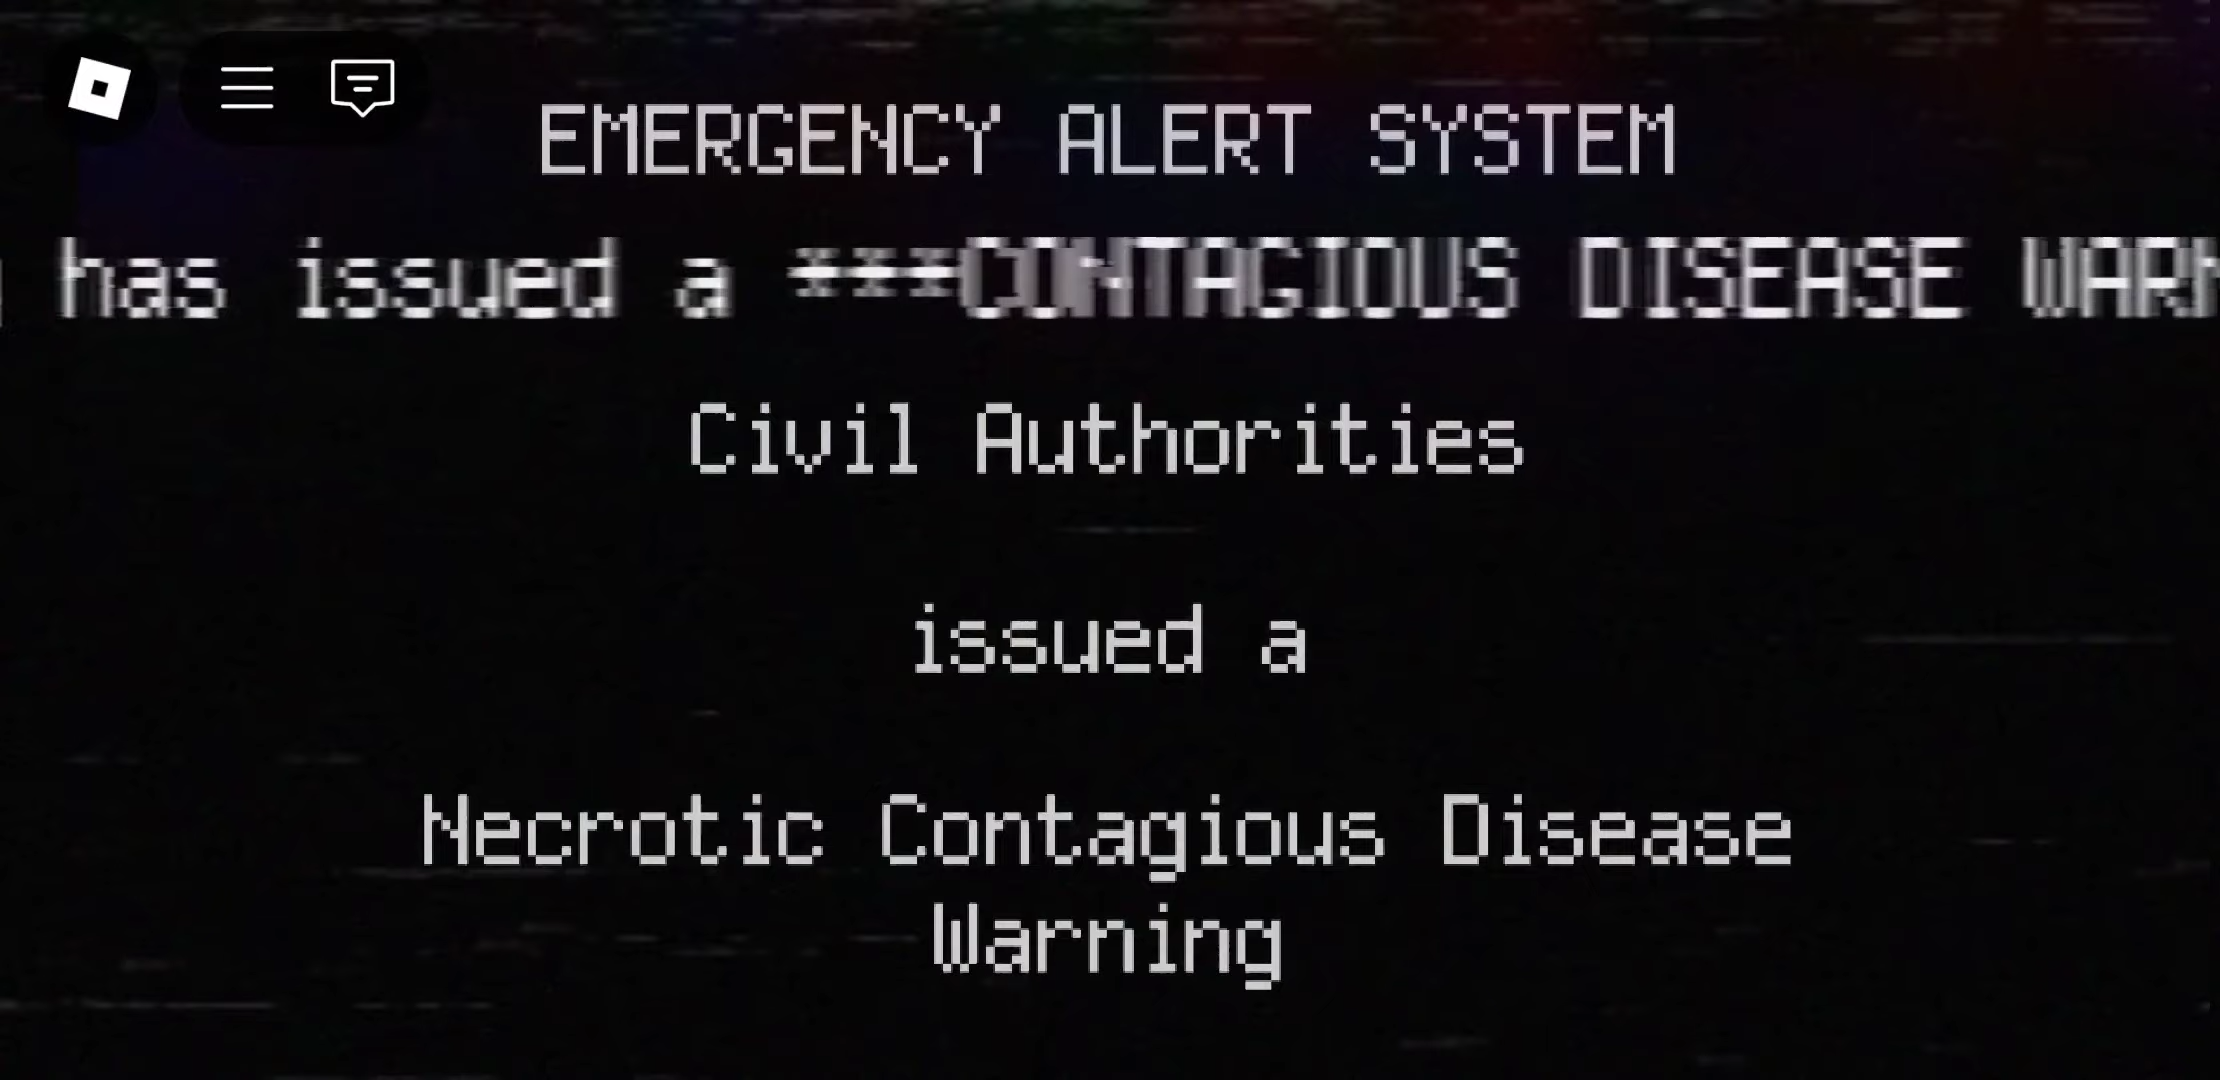 EMERGENCY ALERT SYSTEM
has issued a ***CONTAGIOUS DISEASE
Civil Authorities
issued a
Necrotic Contagious Disease
Warning